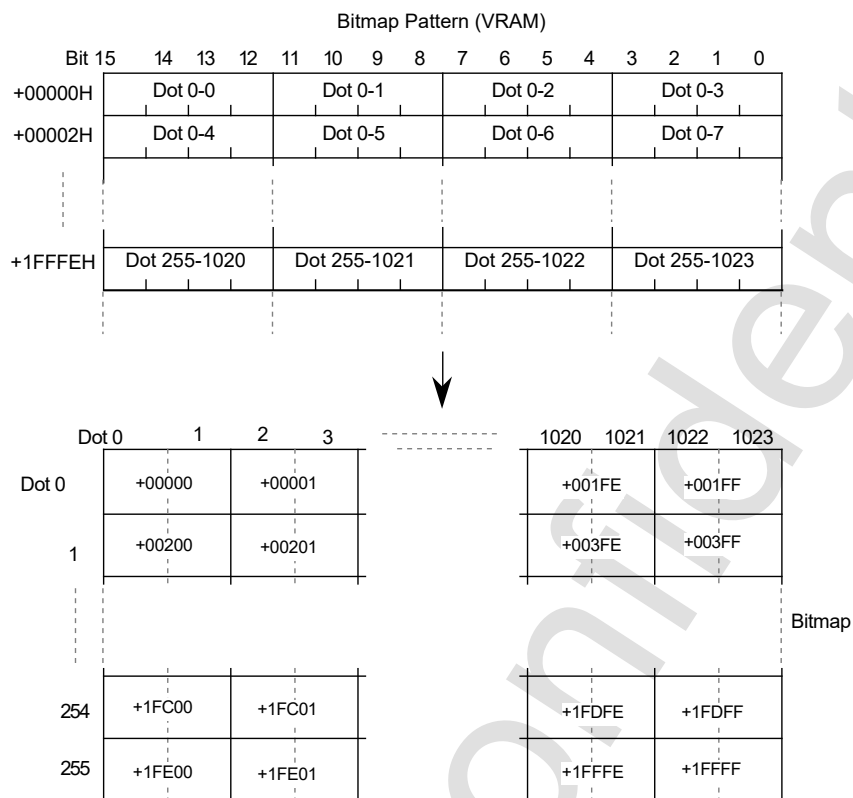 Bitmap Pattern (VRAM)
Bit 15 14 13 12 11 10 9 8 7 6 5 4 3 2 1 0
+00000H Dot 0-0 Dot 0-1 Dot 0-2 Dot 0-3
+00002H Dot 0-4 Dot 0-5 Dot 0-6 Dot 0-7
+1FFFEH Dot 255-1020 Dot 255-1021 Dot 255-1022 Dot 255-1023
Dot 0 1 2 3 1020 1021 1022 1023
Dot 0 +00000 +00001 +001FE +001FF
1 +00200 +00201 +003FE +003FF
Bitmap
254 +1FC00 +1FC01 +1FDFE +1FDFF
255 +1FE00 +1FE01 +1FFFE +1FFFF